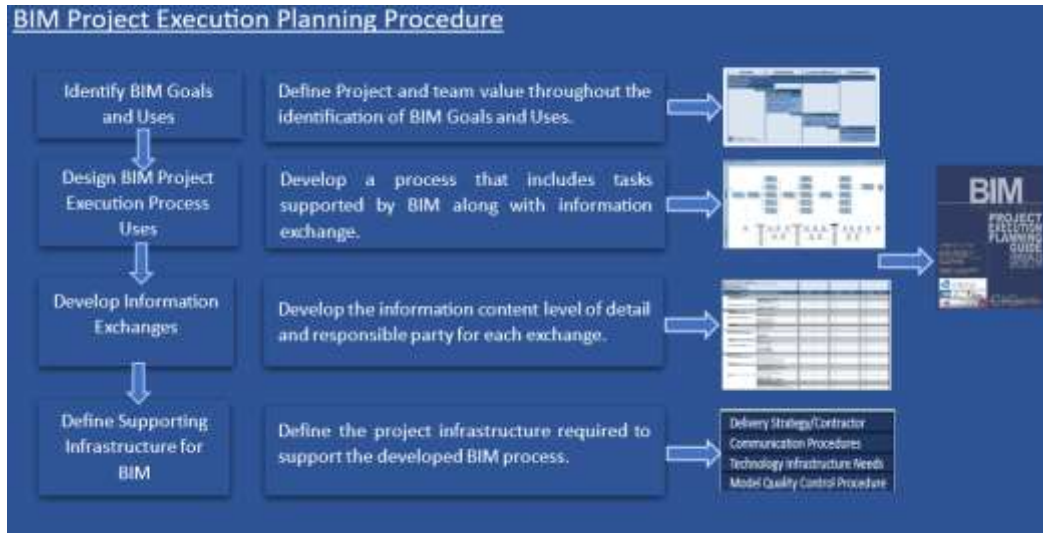 BIM Project Execution Planning Procedure
Identify BIM Goals
and Uses
Define Project and team value throughout the
identification of BIM Goals and Uses.
Design BIM Project
Execution Process
Uses
Develop a process that includes tasks
supported by BIM along with information
exchange.
Develop Information
Exchanges
Develop the information content level of detail
and responsible party for each exchange.
Define Supporting
Infrastructure for
BIM
Define the project infrastructure required to
support the developed BIM process.
Delivery Strategy/Contractor
Communication Procedures
Technology Infrastructure Needs
Model Quality Control Procedure
BIM
PROJECT
EXECUTION
PLANNING
GUIDE